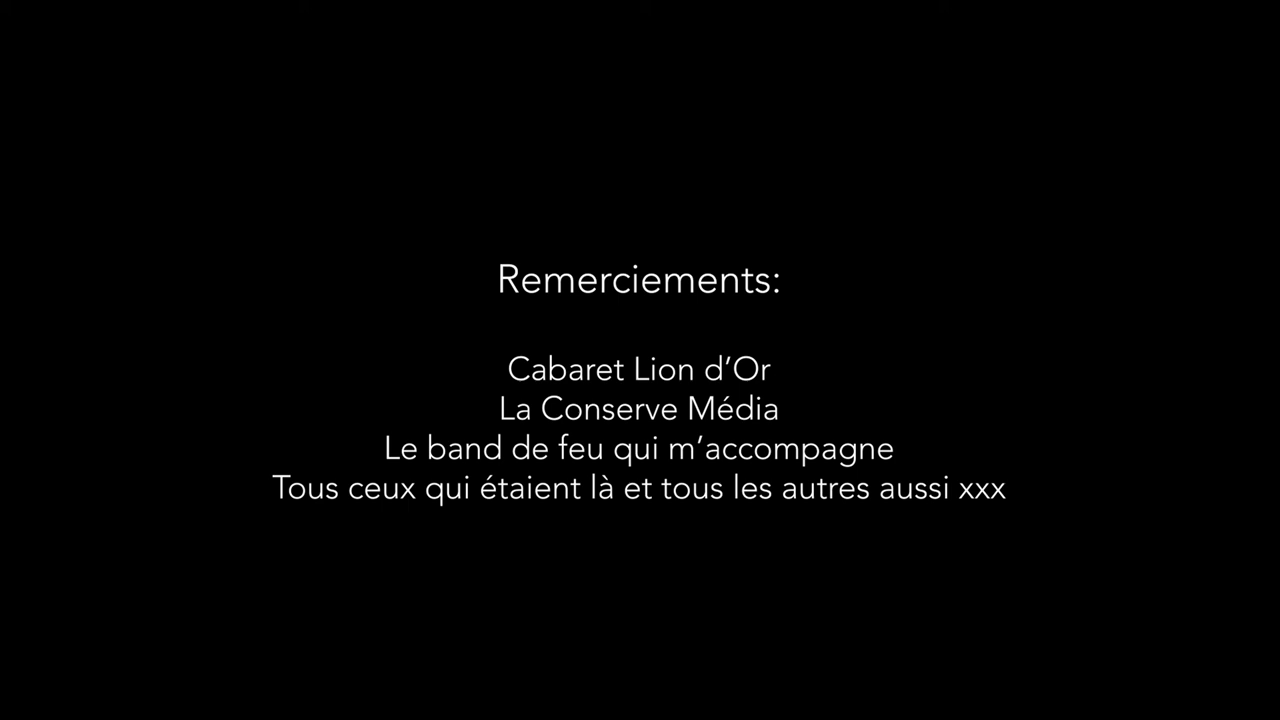 Remerciements:
Cabaret Lion d’Or
La Conserve Média
Le band de feu qui m’accompagne
Tous ceux qui étaient là et tous les autres aussi xxx